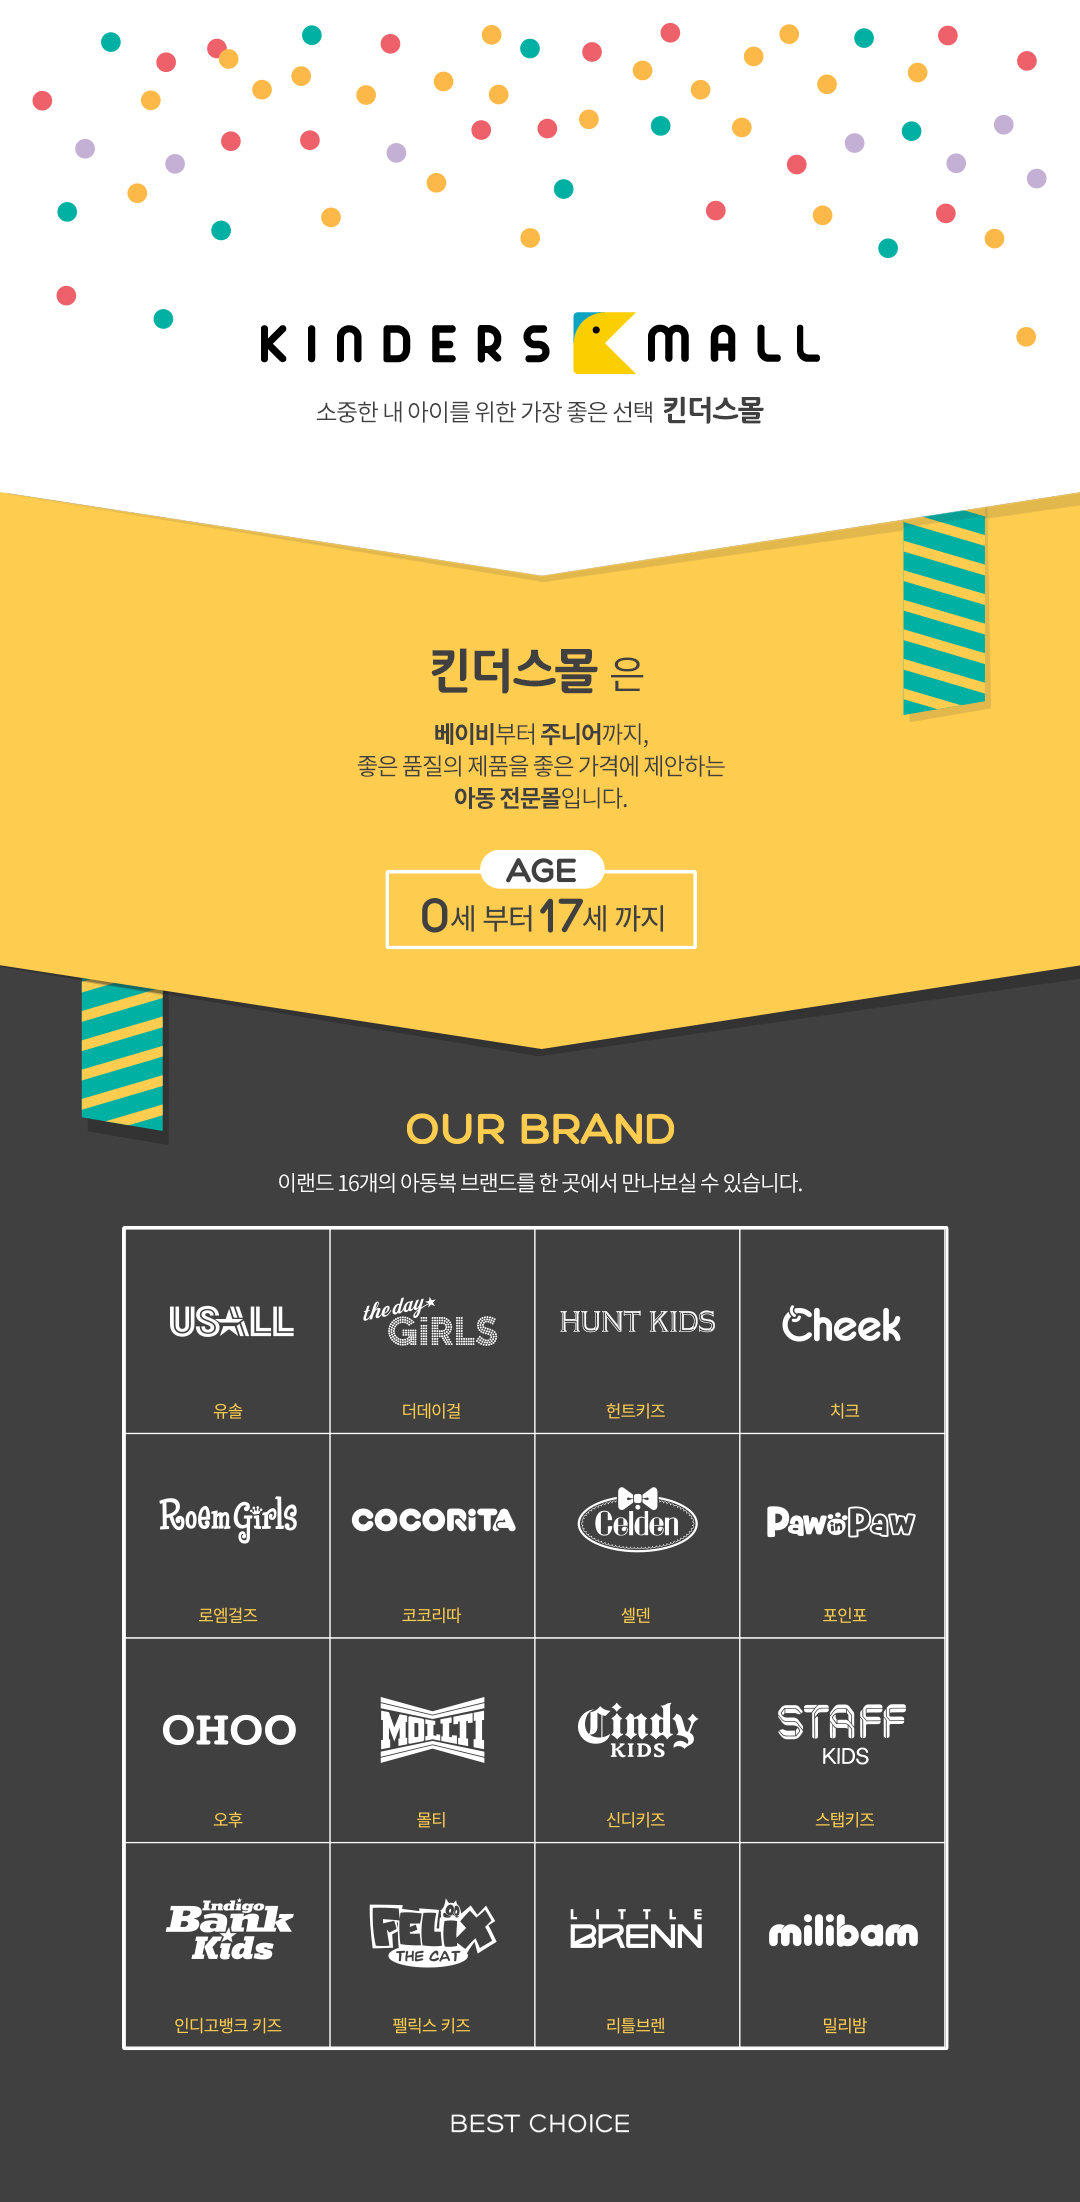 KINDERS MALL
소중한 내 아이를 위한 가장 좋은 선택 킨더스몰
킨더스몰 은
베이비부터 주니어까지,
좋은 품질의 제품을 좋은 가격에 제안하는
아동 전문몰입니다.
AGE
0세 부터 17세 까지
OUR BRAND
이랜드 16개의 아동복 브랜드를 한 곳에서 만나보실 수 있습니다.
USALL
유솔
the day
GiRLS
더데이걸
HUNT KIDS
헌트키즈
Cheek
치크
Roem Girls
로엠걸즈
COCORiTA
코코리따
Celden
셀덴
Paw in Paw
포인포
OHOO
오후
MOLLTI
몰티
Cindy
KIDS
신디키즈
STAFF
KIDS
스탭키즈
Indigo
Bank
Kids
인디고뱅크 키즈
FELIX
THE CAT
펠릭스 키즈
LITTLE
BRENN
리틀브렌
milibam
밀리밤
BEST CHOICE